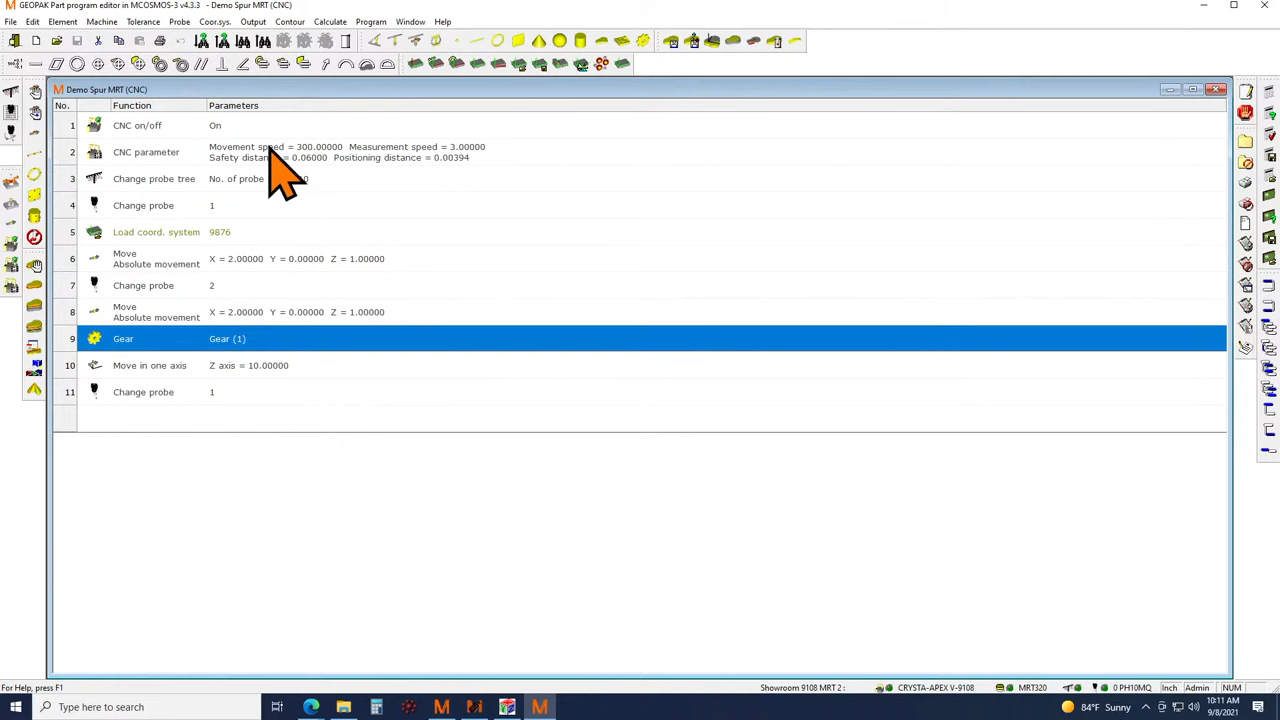 GEOPAK Part program editor in MCOSMOS-3 v4.3.3 - Demo Spur MRT (CNC)
File Edit Element Machine Tolerance Probe Coor.sys. Output Contour Calculate Program Window Help
Demo Spur MRT (CNC)
No. Function Parameters
1 CNC on/off On
2 CNC parameter Movement speed = 300.00000 Measurement speed = 3.00000
Safety distan = 0.06000 Positioning distance = 0.00394
3 Change probe tree No. of probe
4 Change probe 1
5 Load coord. system 9876
6 Move
Absolute movement X = 2.00000 Y = 0.00000 Z = 1.00000
7 Change probe 2
8 Move
Absolute movement X = 2.00000 Y = 0.00000 Z = 1.00000
9 Gear Gear (1)
10 Move in one axis Z axis = 10.00000
11 Change probe 1
For Help, press F1
Showroom 9108 MRT 2 : CRYSTA-APEX V-9108 MRT320 0 PH10MQ Inch Admin NUM
Type here to search
84°F Sunny
10:11 AM
9/8/2021